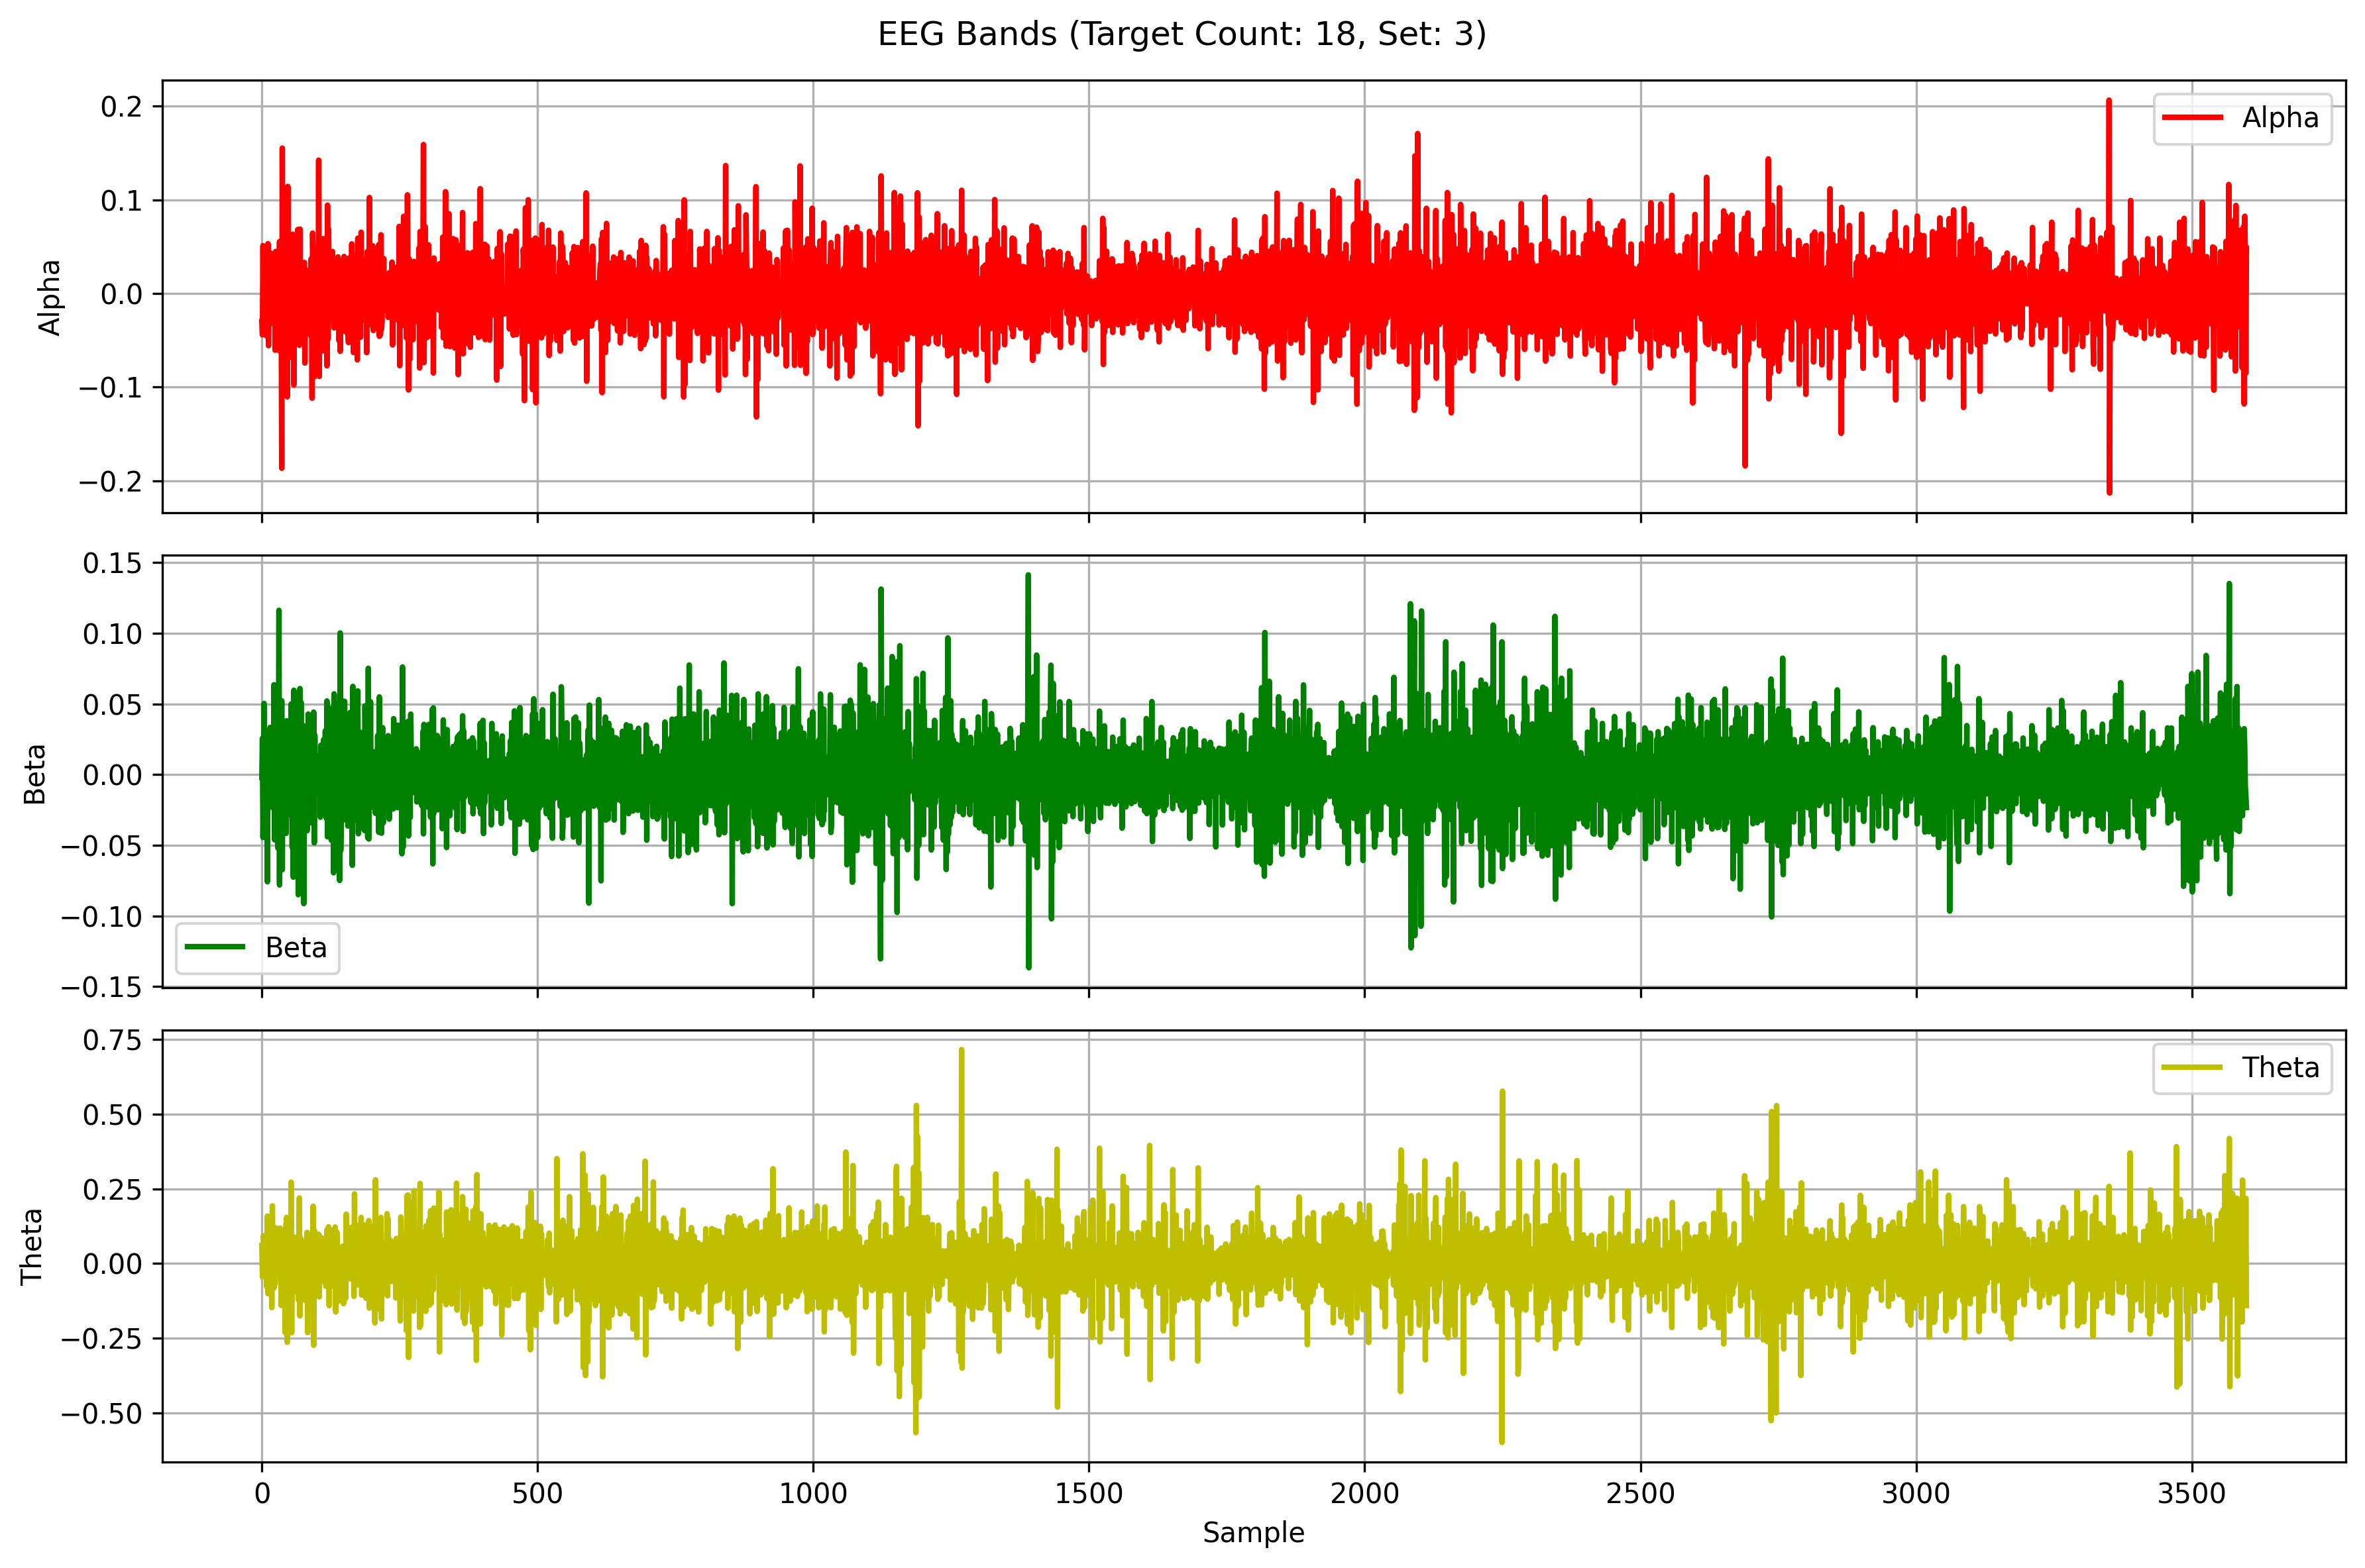 EEG Bands (Target Count: 18, Set: 3)
0.2
0.1
0.0
−0.1
−0.2
Alpha
Alpha
0.15
0.10
0.05
0.00
−0.05
−0.10
−0.15
Beta
Beta
0.75
0.50
0.25
0.00
−0.25
−0.50
Theta
Theta
0 500 1000 1500 2000 2500 3000 3500
Sample